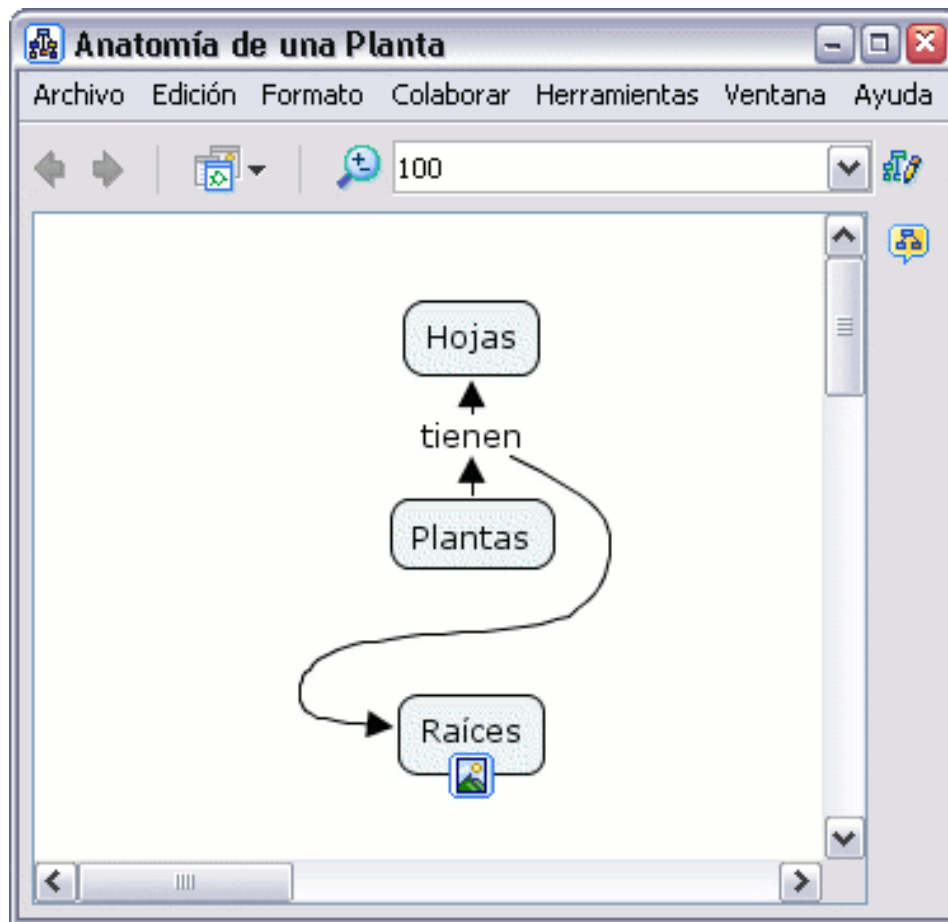 Anatomía de una Planta
Archivo Edición Formato Colaborar Herramientas Ventana Ayuda
100
Hojas
tienen
Plantas
Raíces